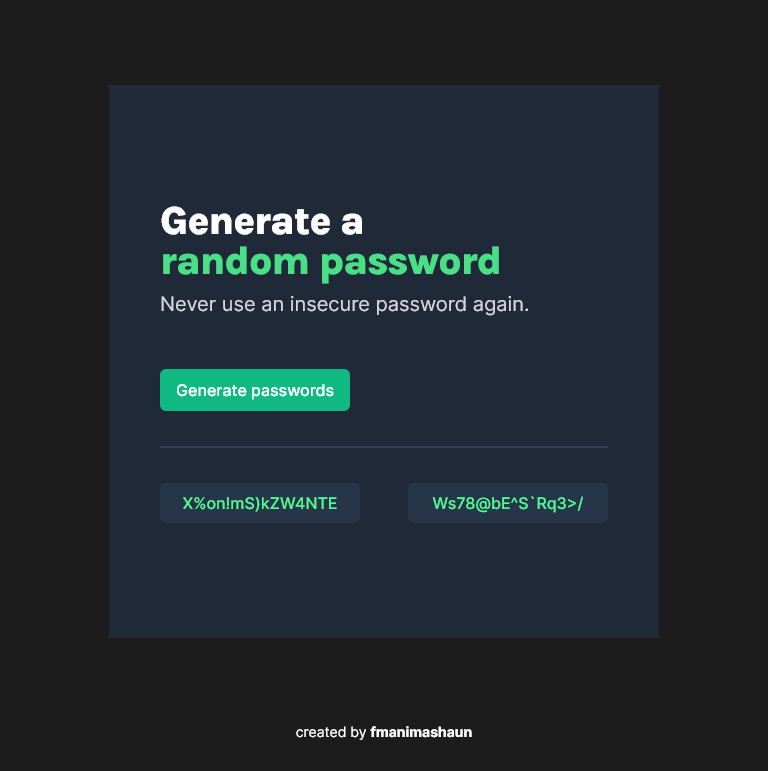 Generate a
random password
Never use an insecure password again.
Generate passwords
X%on!mS)kZW4NTE
Ws78@bE^S`Rq3>/
created by fmanimashaun